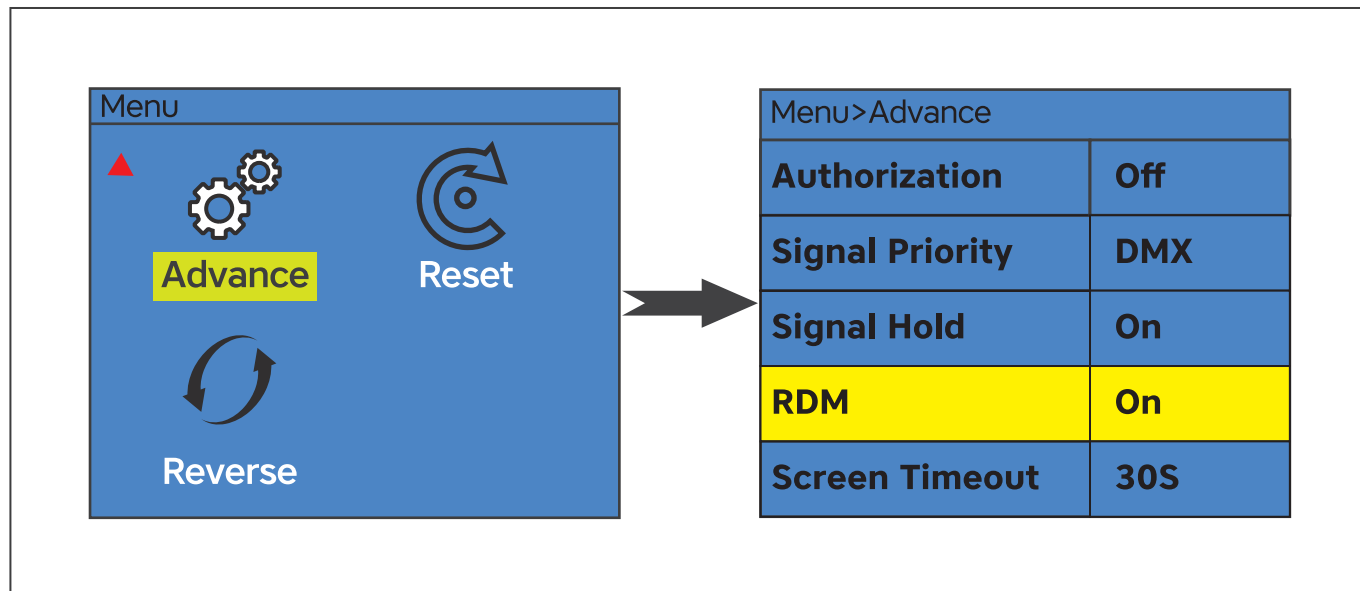 Menu
Advance
Reset
Reverse
Menu>Advance
Authorization Off
Signal Priority DMX
Signal Hold On
RDM On
Screen Timeout 30S